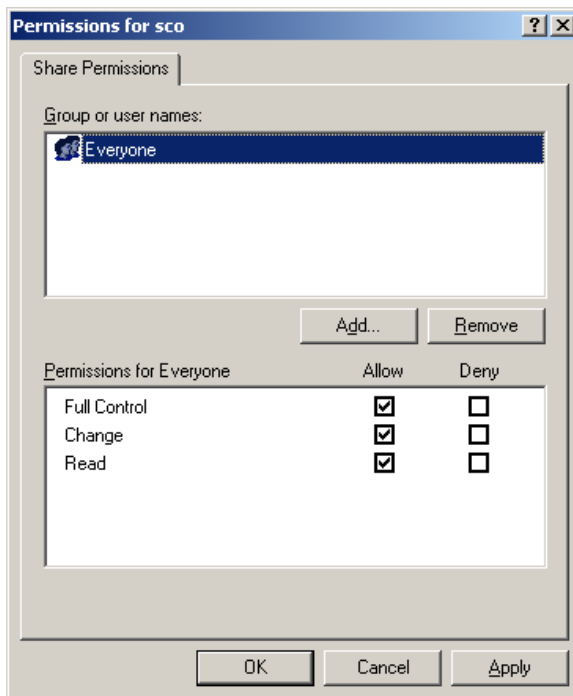 Permissions for sco
Share Permissions
Group or user names:
Everyone
Add... Remove
Permissions for Everyone Allow Deny
Full Control
Change
Read
OK Cancel Apply